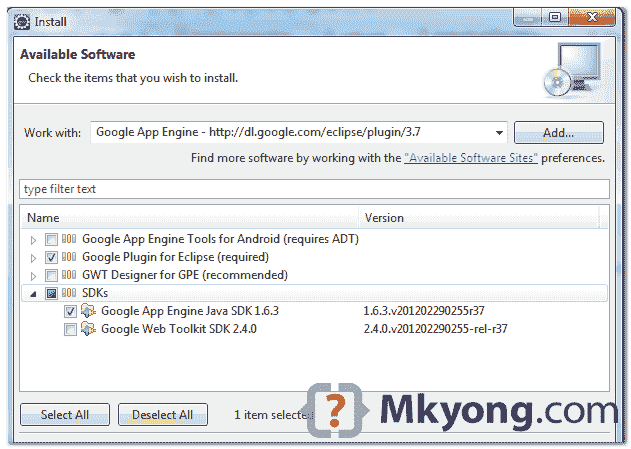 Install
Available Software
Check the items that you wish to install.
Work with: Google App Engine - http://dl.google.com/eclipse/plugin/3.7 Add...
Find more software by working with the "Available Software Sites" preferences.
type filter text
Name Version
Google App Engine Tools for Android (requires ADT)
Google Plugin for Eclipse (required)
GWT Designer for GPE (recommended)
SDKs
Google App Engine Java SDK 1.6.3 1.6.3.v201202290255r37
Google Web Toolkit SDK 2.4.0 2.4.0.v201202290255-rel-r37
Select All Deselect All 1 item selecte
Mkyong.com